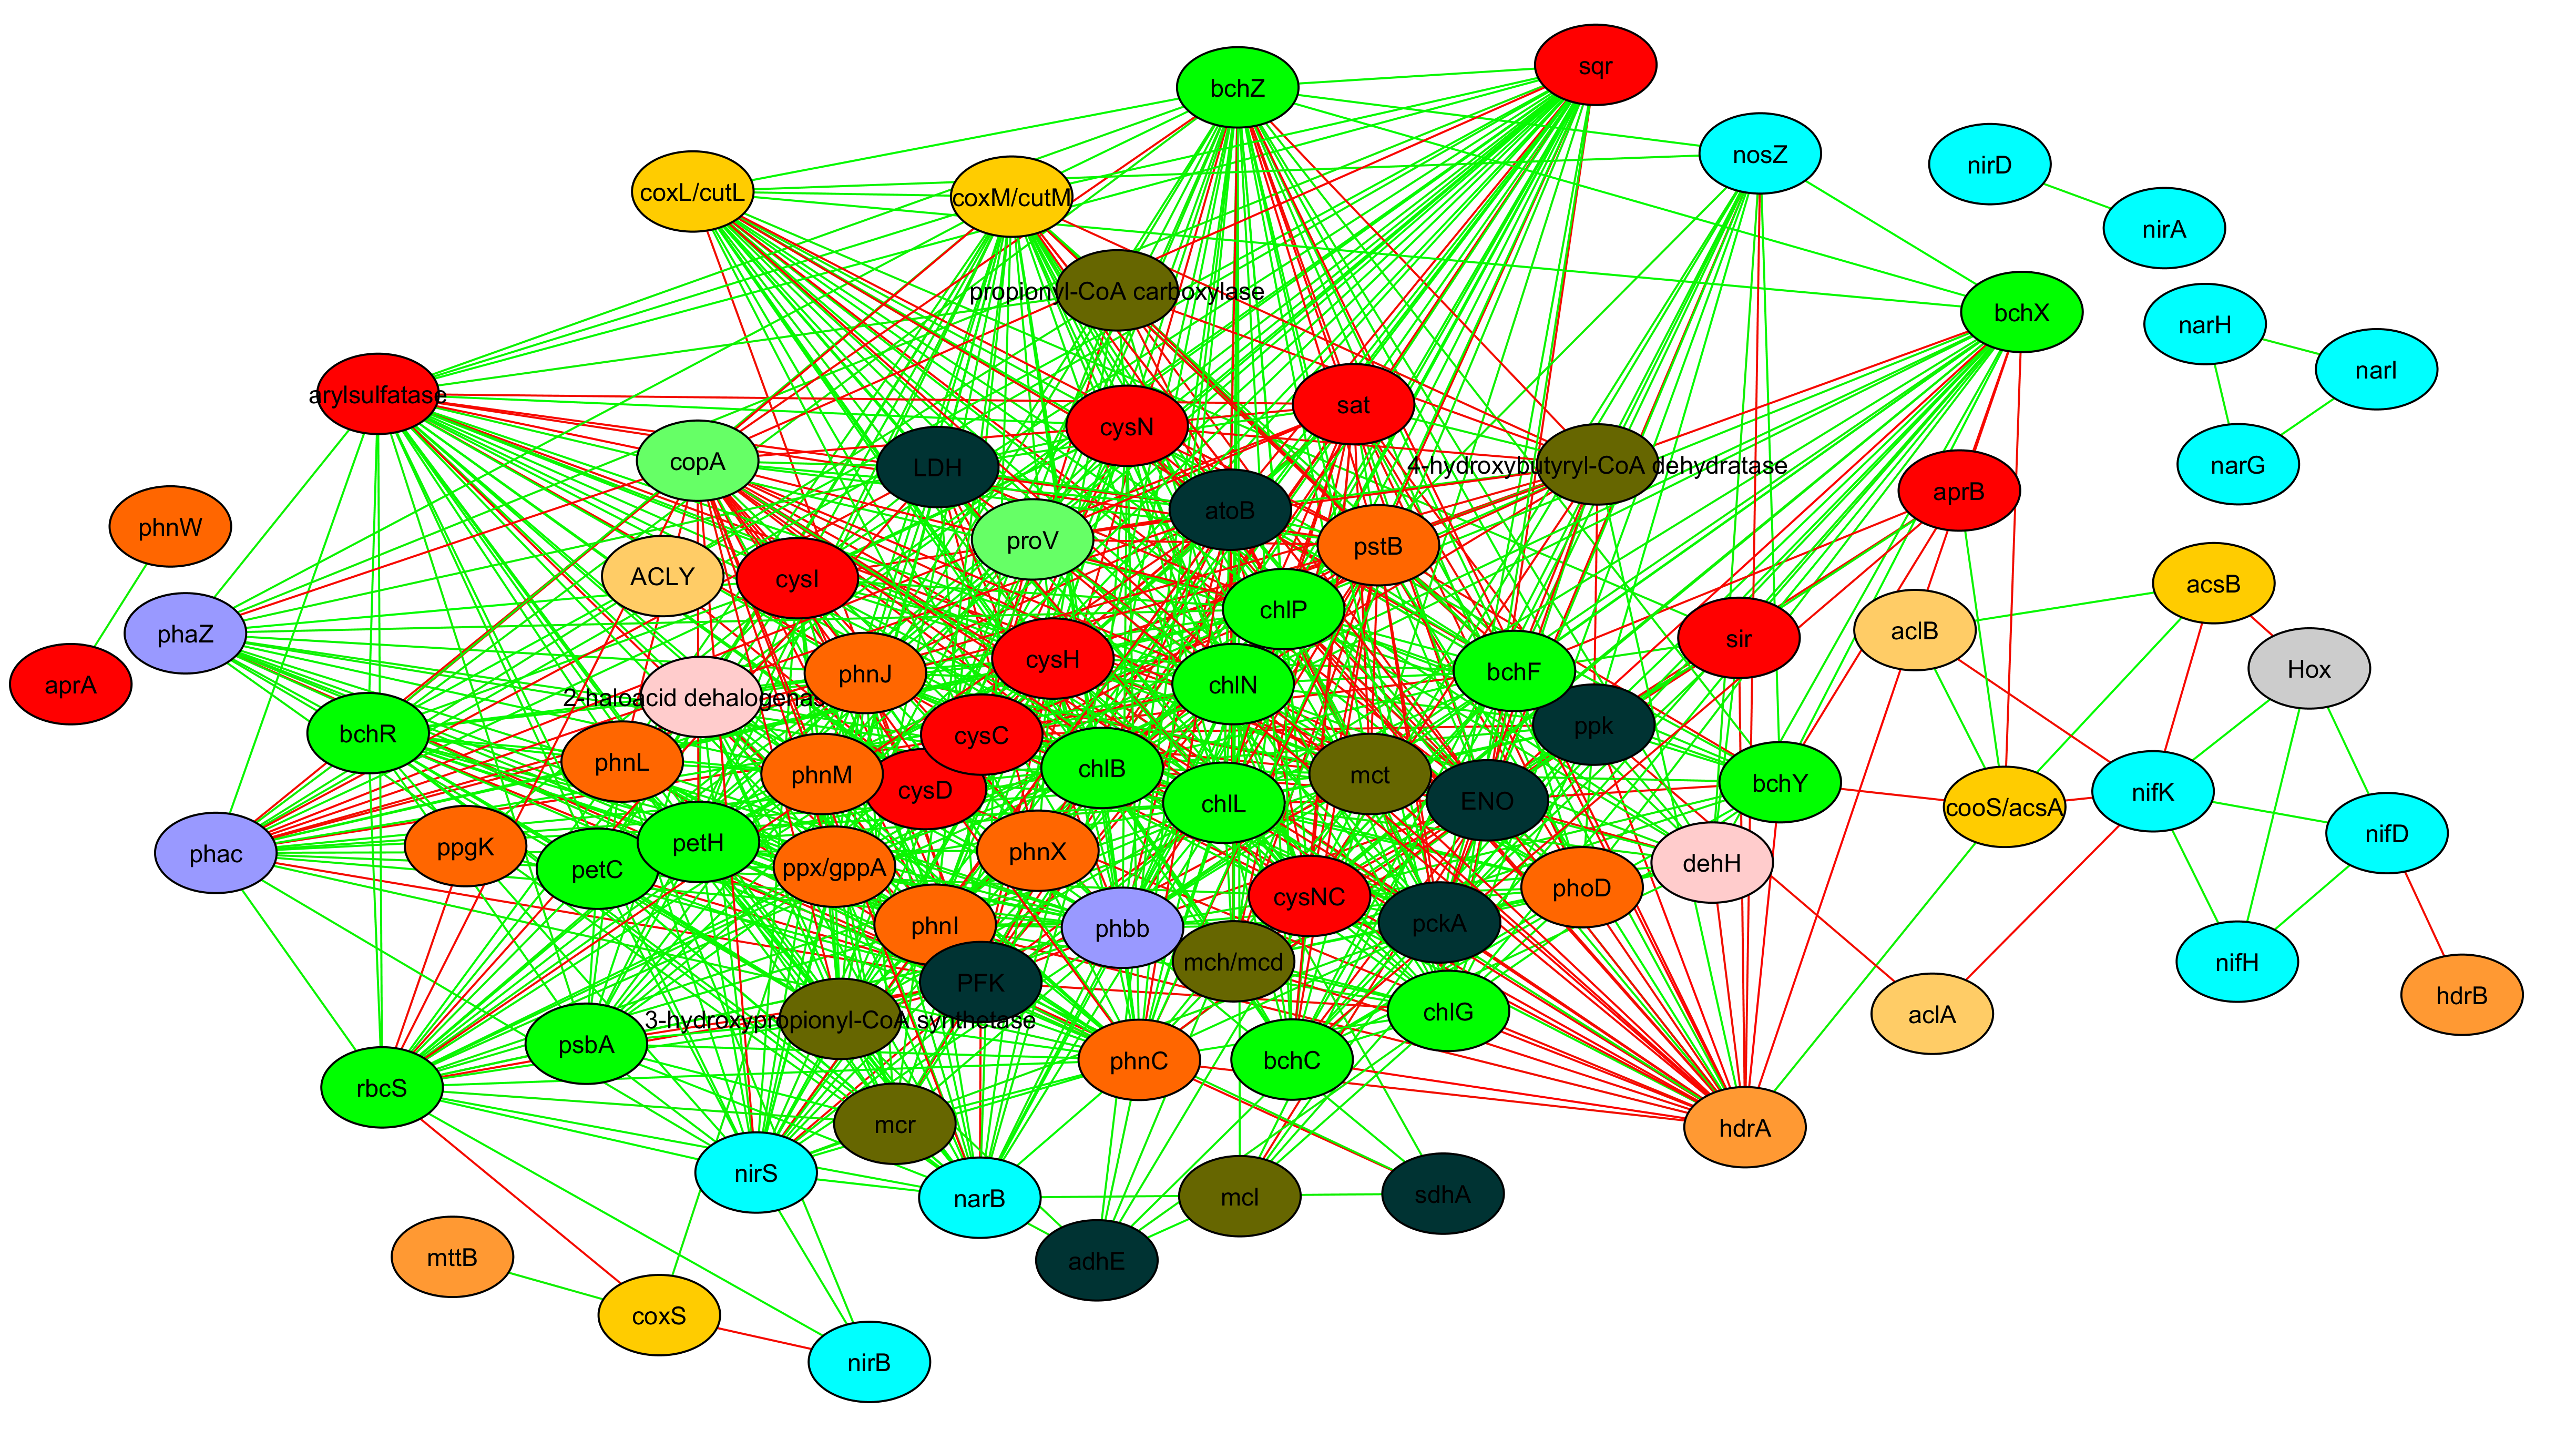 sqr
bchZ
nosZ
nirD
coxL/cutL
coxM/cutM
nirA
propionyl-CoA carboxylase
bchX
narH
narI
arylsulfatase
sat
cysN
copA
LDH
4-hydroxybutyryl-CoA dehydratase
narG
aprB
atoB
phnW
proV
pstB
ACLY
cysI
acsB
chlP
phaZ
aclB
sir
cysH
phnJ
bchF
Hox
aprA
chlN
2-haloacid dehalogenas
ppk
bchR
cysC
phnL
chlB
phnM
mct
bchY
cysD
nifK
chlL
ENO
cooS/acsA
nifD
petH
ppgK
phnX
phac
dehH
ppx/gppA
petC
phoD
cysNC
pckA
phnI
phbb
mch/mcd
nifH
PFK
hdrB
chlG
aclA
3-hydroxypropionyl-CoA synthetase
psbA
phnC
bchC
rbcS
mcr
hdrA
nirS
sdhA
mcl
narB
mttB
adhE
coxS
nirB